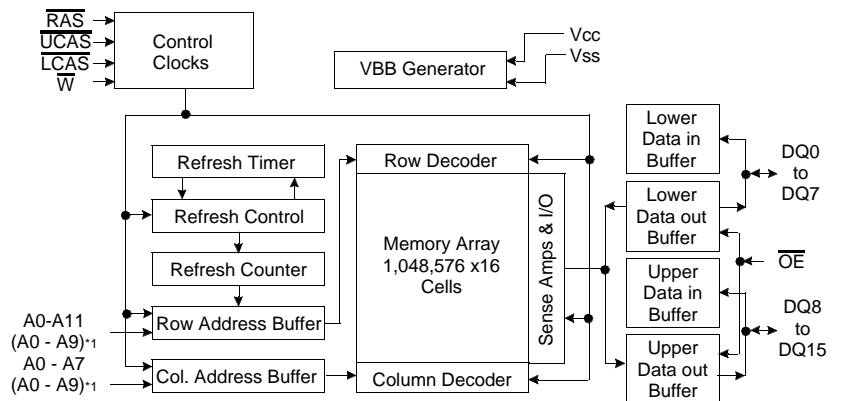 RAS
UCAS
LCAS
W
Control
Clocks
VBB Generator
Vcc
Vss
Refresh Timer
Refresh Control
Refresh Counter
Row Address Buffer
Col. Address Buffer
A0-A11
(A0 - A9)*1
A0 - A7
(A0 - A9)*1
Row Decoder
Memory Array
1,048,576 x16
Cells
Column Decoder
Sense Amps & I/O
Lower
Data in
Buffer
Lower
Data out
Buffer
Upper
Data in
Buffer
Upper
Data out
Buffer
DQ0
to
DQ7
OE
DQ8
to
DQ15